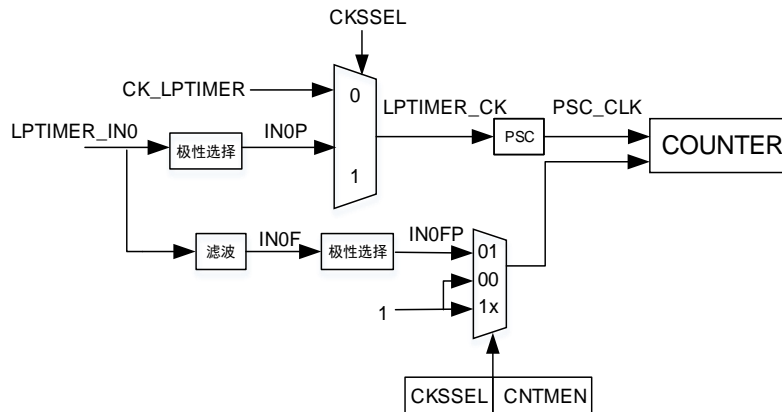 CKSSEL
CK_LPTIMER
0
LPTIMER_CK
PSC_CLK
LPTIMER_IN0
极性选择
IN0P
PSC
COUNTER
1
滤波
IN0F
极性选择
IN0FP
01
00
1
1x
CKSSEL
CNTMEN